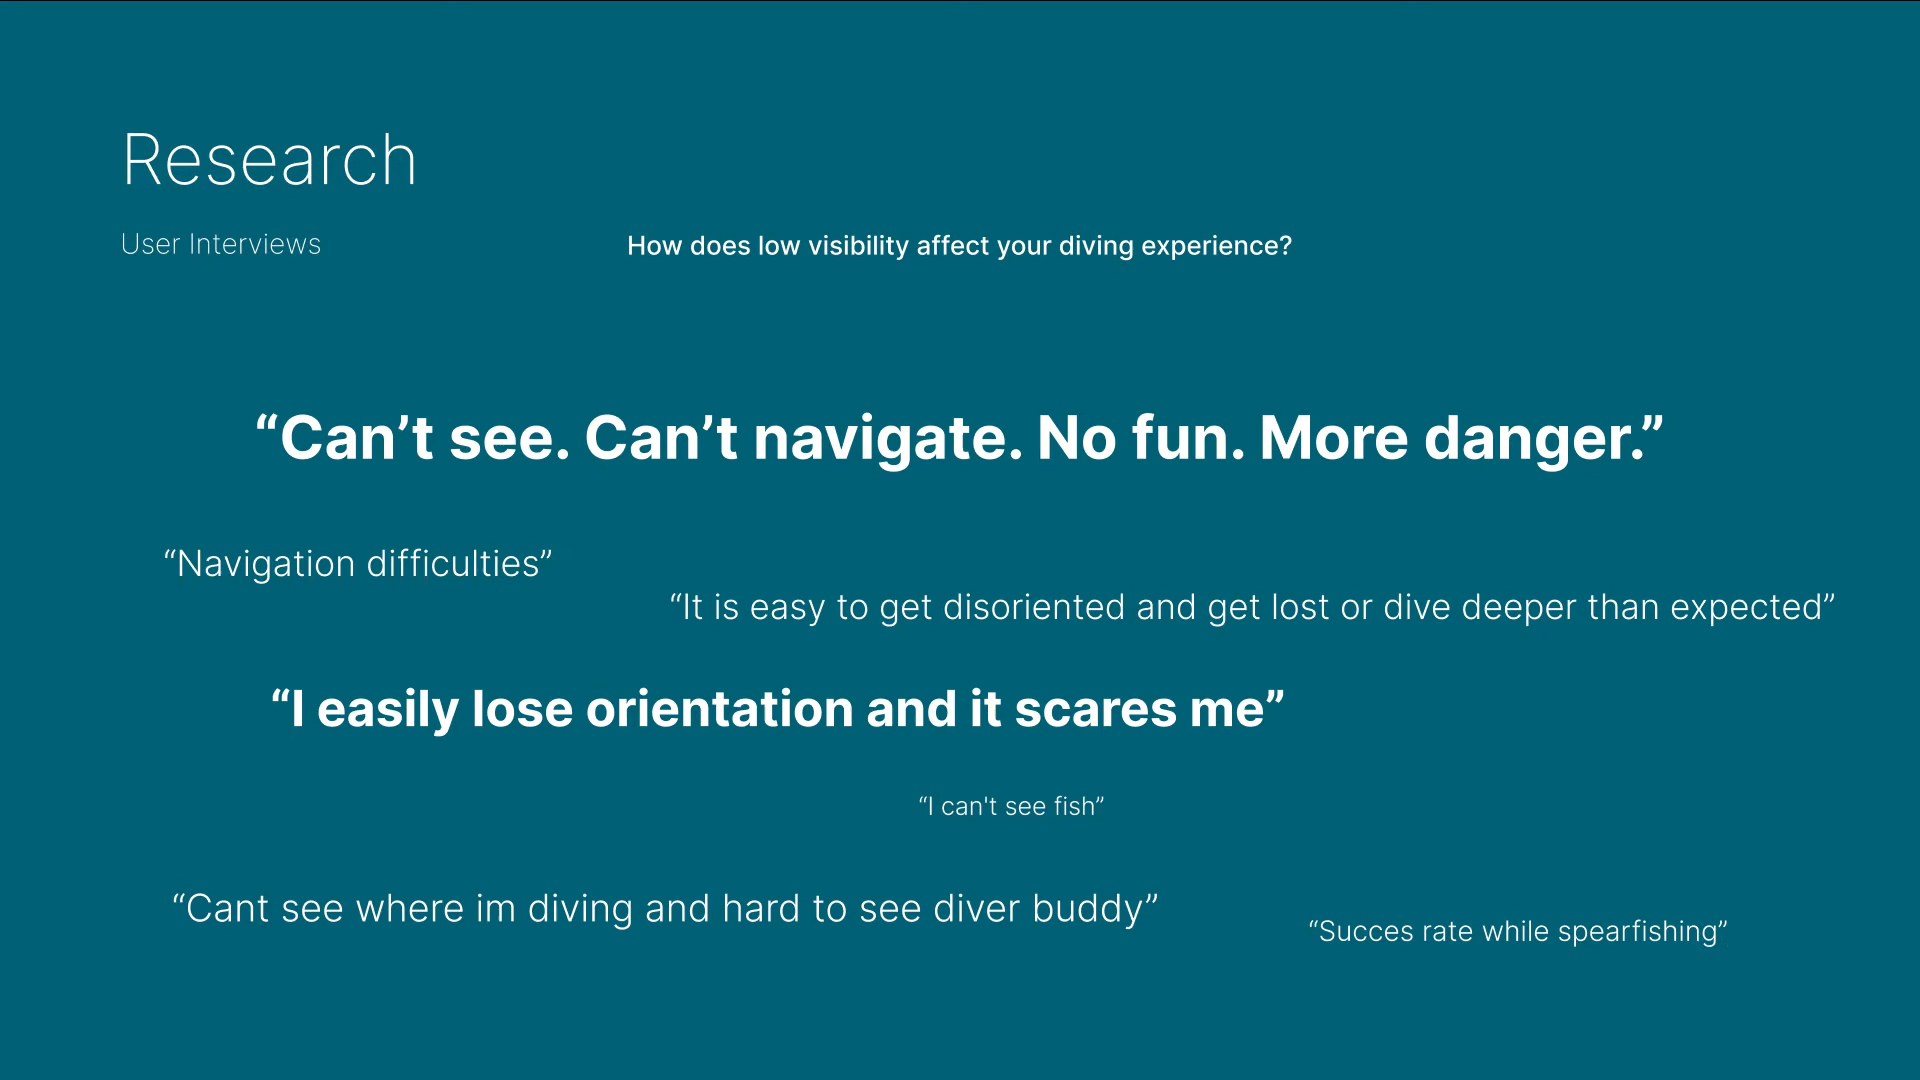 Research
User Interviews
How does low visibility affect your diving experience?
“Can’t see. Can’t navigate. No fun. More danger.”
“Navigation difficulties”
“It is easy to get disoriented and get lost or dive deeper than expected”
“I easily lose orientation and it scares me”
“I can't see fish”
“Cant see where im diving and hard to see diver buddy”
“Succes rate while spearfishing”